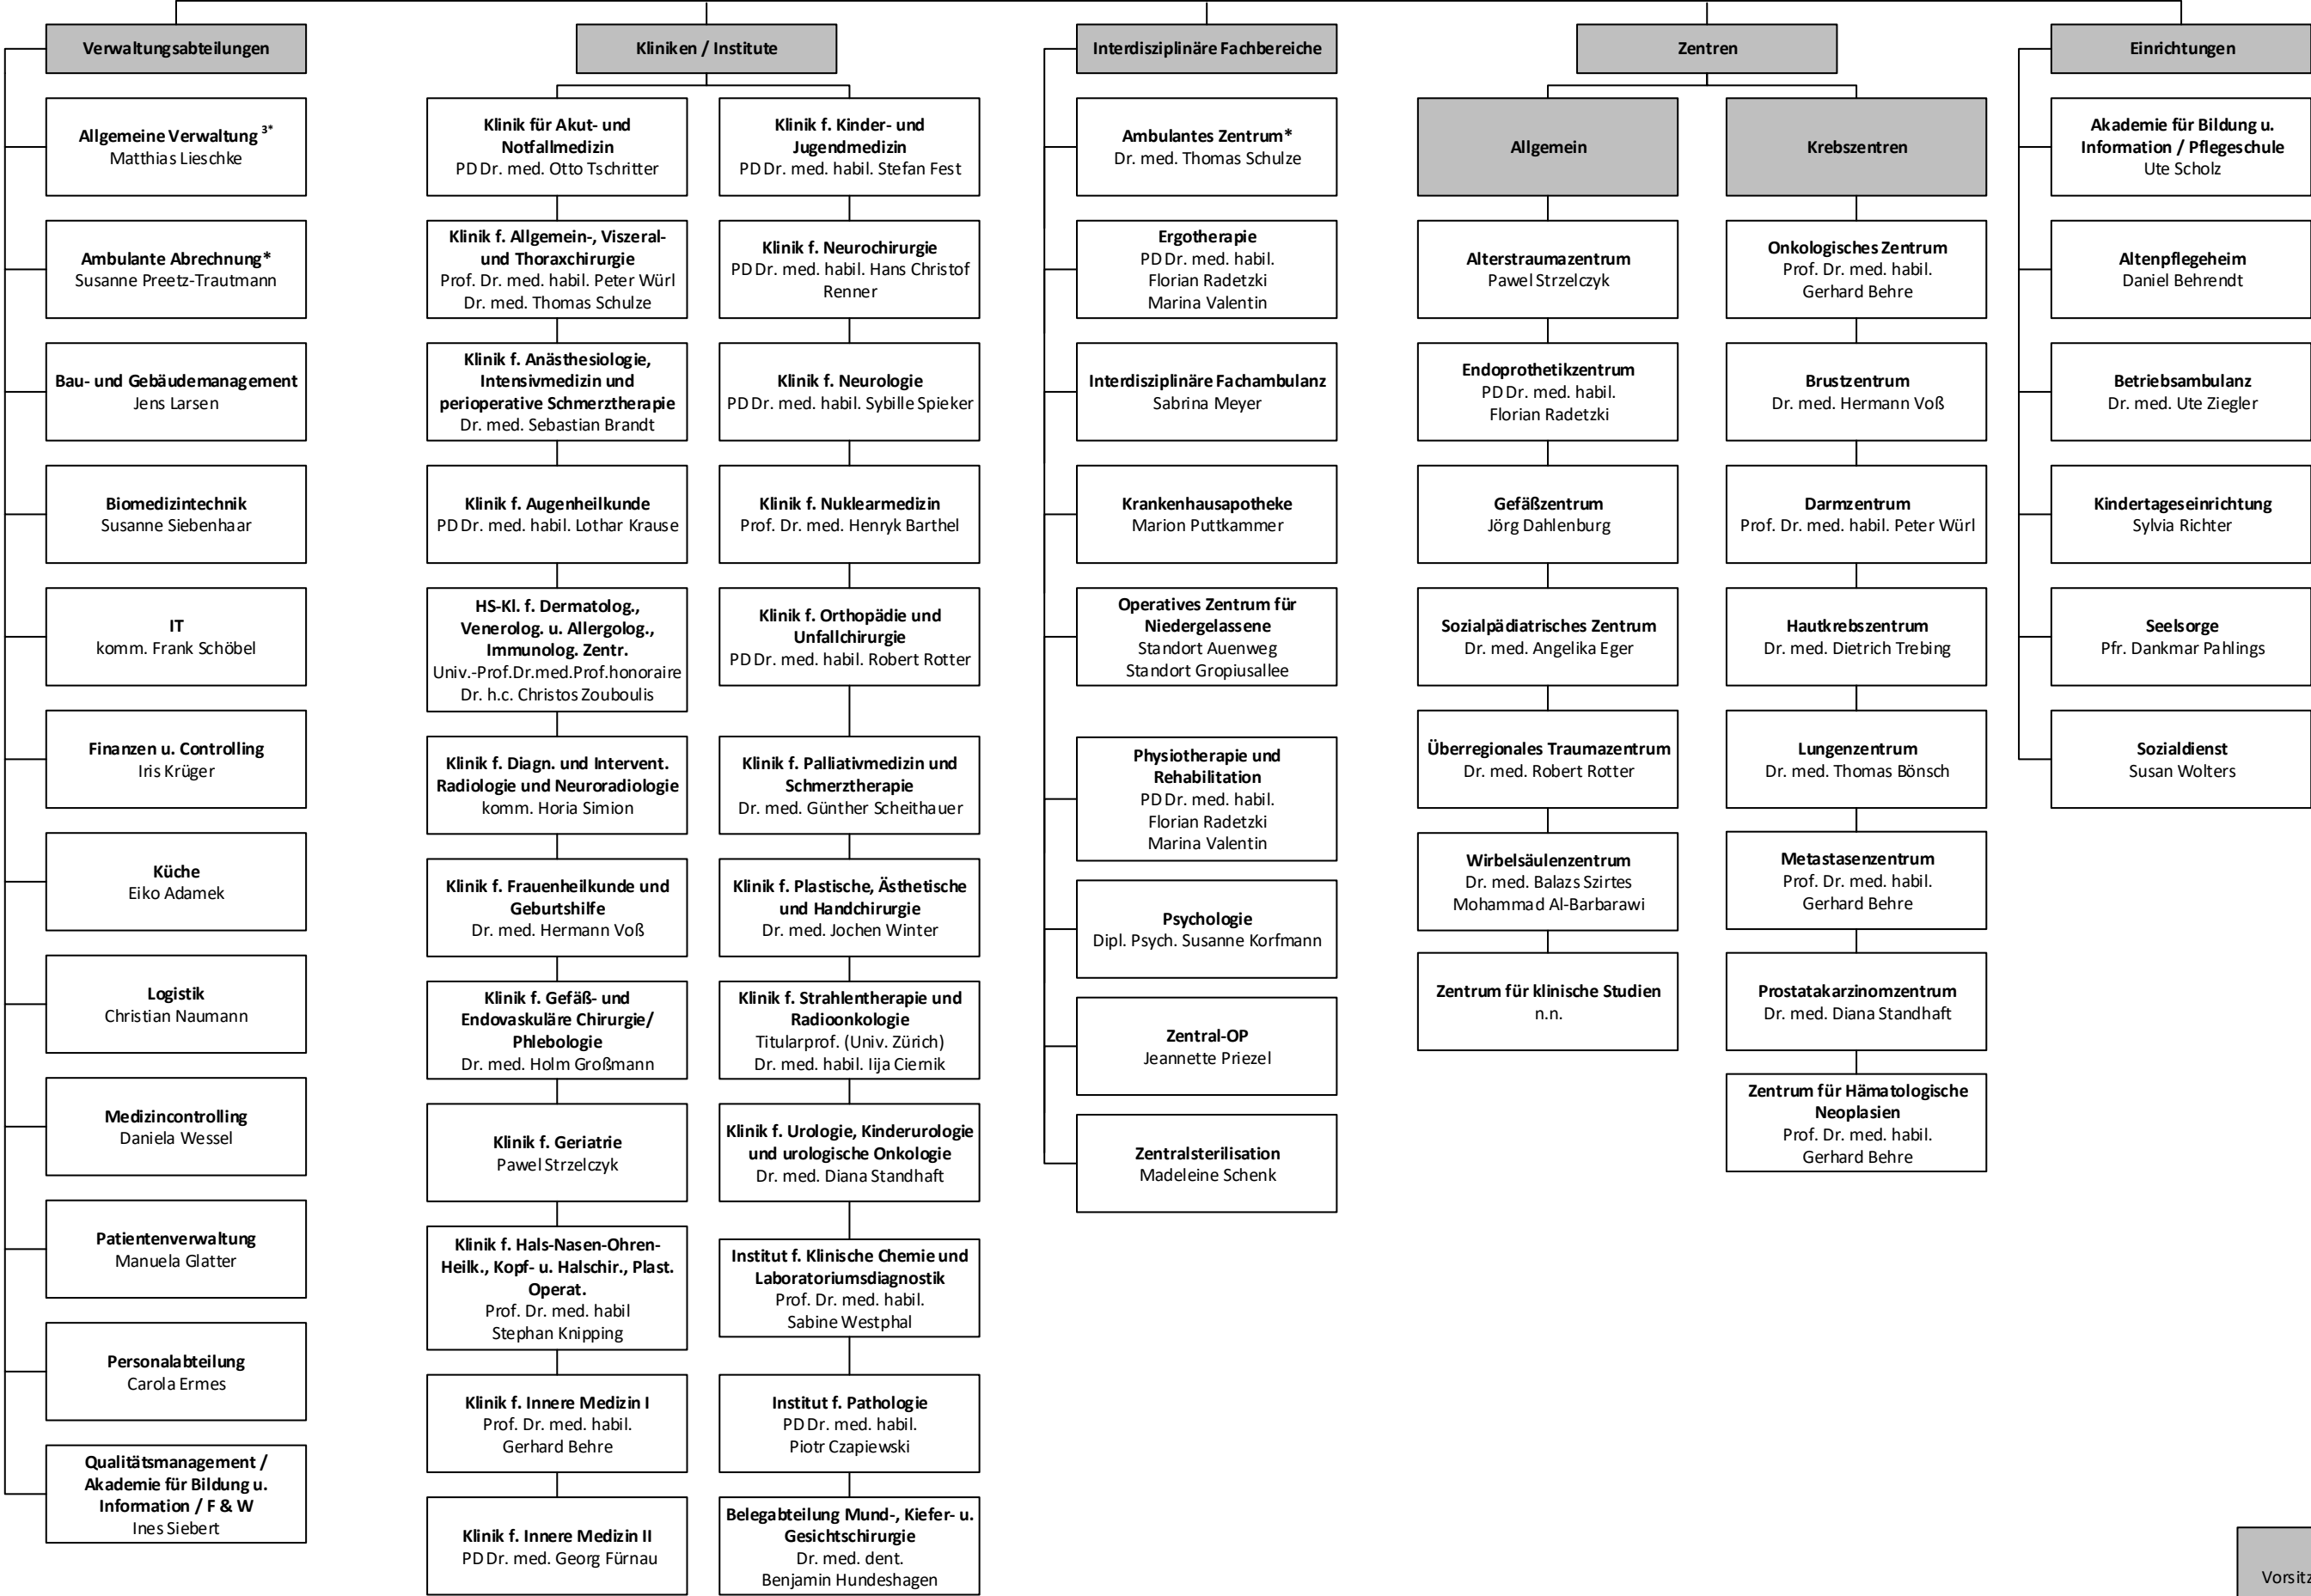 Verwaltungsabteilungen
Allgemeine Verwaltung 3*
Matthias Lieschke
Ambulante Abrechnung*
Susanne Preetz-Trautmann
Bau- und Gebäudemanagement
Jens Larsen
Biomedizintechnik
Susanne Siebenhaar
IT
komm. Frank Schöbel
Finanzen u. Controlling
Iris Krüger
Küche
Eiko Adamek
Logistik
Christian Naumann
Medizincontrolling
Daniela Wessel
Patientenverwaltung
Manuela Glatter
Personalabteilung
Carola Ermes
Qualitätsmanagement /
Akademie für Bildung u.
Information / F & W
Ines Siebert
Kliniken / Institute
Klinik für Akut- und
Notfallmedizin
PD Dr. med. Otto Tschritter
Klinik f. Allgemein-, Viszeral-
und Thoraxchirurgie
Prof. Dr. med. habil. Peter Würl
Dr. med. Thomas Schulze
Klinik f. Anästhesiologie,
Intensivmedizin und
perioperative Schmerztherapie
Dr. med. Sebastian Brandt
Klinik f. Augenheilkunde
PD Dr. med. habil. Lothar Krause
HS-Kl. f. Dermatolog.,
Venerolog. u. Allergolog.,
Immunolog. Zentr.
Univ.-Prof.Dr.med.Prof.honoraire
Dr. h.c. Christos Zouboulis
Klinik f. Diagn. und Intervent.
Radiologie und Neuroradiologie
komm. Horia Simion
Klinik f. Frauenheilkunde und
Geburtshilfe
Dr. med. Hermann Voß
Klinik f. Gefäß- und
Endovaskuläre Chirurgie/
Phlebologie
Dr. med. Holm Großmann
Klinik f. Geriatrie
Pawel Strzelczyk
Klinik f. Hals-Nasen-Ohren-
Heilk., Kopf- u. Halschir., Plast.
Operat.
Prof. Dr. med. habil
Stephan Knipping
Klinik f. Innere Medizin I
Prof. Dr. med. habil.
Gerhard Behre
Klinik f. Innere Medizin II
PD Dr. med. Georg Fürnau
Klinik f. Kinder- und
Jugendmedizin
PD Dr. med. habil. Stefan Fest
Klinik f. Neurochirurgie
PD Dr. med. habil. Hans Christof
Renner
Klinik f. Neurologie
PD Dr. med. habil. Sybille Spieker
Klinik f. Nuklearmedizin
Prof. Dr. med. Henryk Barthel
Klinik f. Orthopädie und
Unfallchirurgie
PD Dr. med. habil. Robert Rotter
Klinik f. Palliativmedizin und
Schmerztherapie
Dr. med. Günther Scheithauer
Klinik f. Plastische, Ästhetische
und Handchirurgie
Dr. med. Jochen Winter
Klinik f. Strahlentherapie und
Radioonkologie
Titularprof. (Univ. Zürich)
Dr. med. habil. Iija Ciernik
Klinik f. Urologie, Kinderurologie
und urologische Onkologie
Dr. med. Diana Standhaft
Institut f. Klinische Chemie und
Laboratoriumsdiagnostik
Prof. Dr. med. habil.
Sabine Westphal
Institut f. Pathologie
PD Dr. med. habil.
Piotr Czapiewski
Belegabteilung Mund-, Kiefer- u.
Gesichtschirurgie
Dr. med. dent.
Benjamin Hundeshagen
Interdisziplinäre Fachbereiche
Ambulantes Zentrum*
Dr. med. Thomas Schulze
Ergotherapie
PD Dr. med. habil.
Florian Radetzki
Marina Valentin
Interdisziplinäre Fachambulanz
Sabrina Meyer
Krankenhausapotheke
Marion Puttkammer
Operatives Zentrum für
Niedergelassene
Standort Auenweg
Standort Gropiusallee
Physiotherapie und
Rehabilitation
PD Dr. med. habil.
Florian Radetzki
Marina Valentin
Psychologie
Dipl. Psych. Susanne Korfmann
Zentral-OP
Jeannette Priezel
Zentralsterilisation
Madeleine Schenk
Zentren
Allgemein
Alterstraumazentrum
Pawel Strzelczyk
Endoprothetikzentrum
PD Dr. med. habil.
Florian Radetzki
Gefäßzentrum
Jörg Dahlenburg
Sozialpädiatrisches Zentrum
Dr. med. Angelika Eger
Überregionales Traumazentrum
Dr. med. Robert Rotter
Wirbelsäulenzentrum
Dr. med. Balazs Szirtes
Mohammad Al-Barbarawi
Zentrum für klinische Studien
n.n.
Krebszentren
Onkologisches Zentrum
Prof. Dr. med. habil.
Gerhard Behre
Brustzentrum
Dr. med. Hermann Voß
Darmzentrum
Prof. Dr. med. habil. Peter Würl
Hautkrebszentrum
Dr. med. Dietrich Trebing
Lungenzentrum
Dr. med. Thomas Bönsch
Metastasenzentrum
Prof. Dr. med. habil.
Gerhard Behre
Prostatakarzinomzentrum
Dr. med. Diana Standhaft
Zentrum für Hämatologische
Neoplasien
Prof. Dr. med. habil.
Gerhard Behre
Einrichtungen
Akademie für Bildung u.
Information / Pflegeschule
Ute Scholz
Altenpflegeheim
Daniel Behrendt
Betriebsambulanz
Dr. med. Ute Ziegler
Kindertageseinrichtung
Sylvia Richter
Seelsorge
Pfr. Dankmar Pahlings
Sozialdienst
Susan Wolters